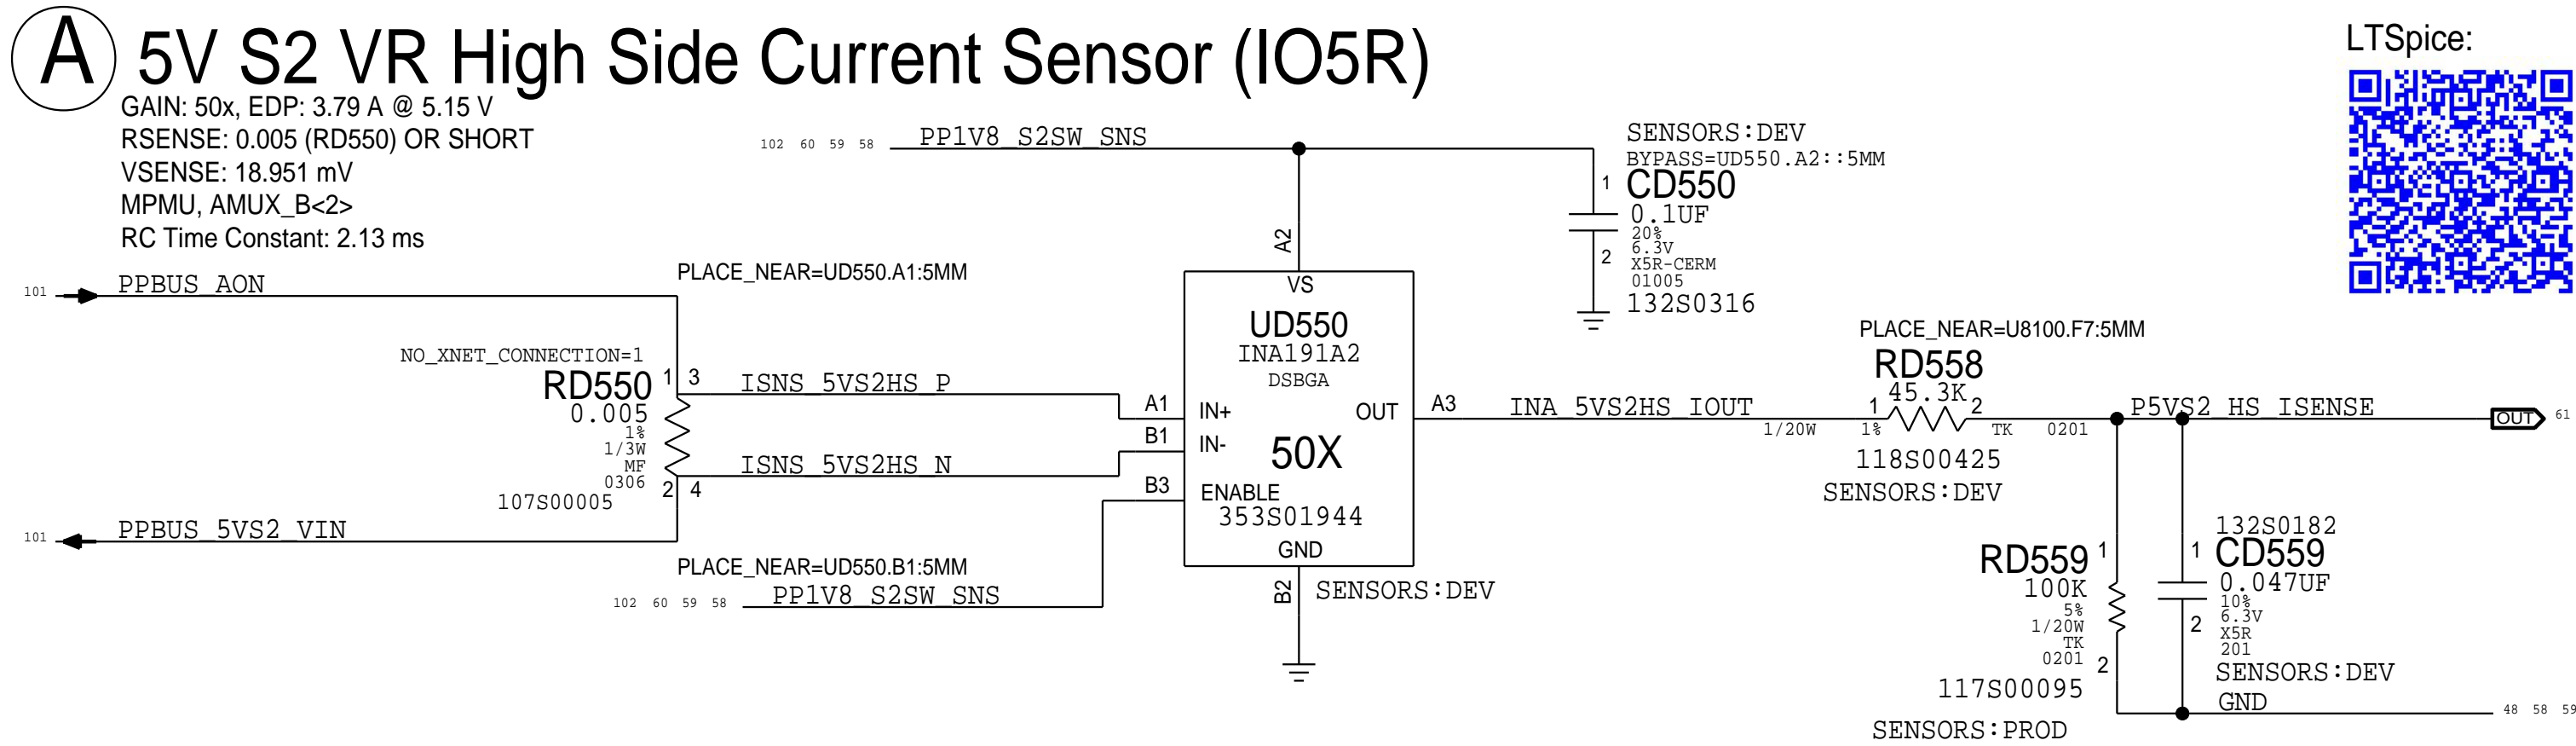 A 5V S2 VR High Side Current Sensor (IO5R)
GAIN: 50x, EDP: 3.79 A @ 5.15 V
RSENSE: 0.005 (RD550) OR SHORT
VSENSE: 18.951 mV
MPMU, AMUX_B<2>
RC Time Constant: 2.13 ms
LTSpice:
102 60 59 58 PP1V8_S2SW_SNS
SENSORS:DEV
BYPASS=UD550.A2::5MM
1 CD550
0.1UF
20%
6.3V
2 X5R-CERM
01005
132S0316
A2
101 PPBUS_AON
PLACE_NEAR=UD550.A1:5MM
NO_XNET_CONNECTION=1
RD550 1 3
0.005
1%
1/3W
MF
0306
2 4
107S00005
ISNS_5VS2HS_P
ISNS_5VS2HS_N
101 PPBUS_5VS2_VIN
PLACE_NEAR=UD550.B1:5MM
102 60 59 58 PP1V8_S2SW_SNS
VS
UD550
INA191A2
DSBGA
A1 IN+
OUT A3
B1 IN-
50X
B3 ENABLE
353S01944
GND
B2 SENSORS:DEV
INA_5VS2HS_IOUT
PLACE_NEAR=U8100.F7:5MM
RD558
45.3K
1 2
1/20W 1% TK 0201
118S00425
SENSORS:DEV
P5VS2_HS_ISENSE
OUT 61
RD559 1
100K
5%
1/20W
TK
0201 2
117S00095
SENSORS:PROD
132S0182
1 CD559
0.047UF
10%
6.3V
2 X5R
201
SENSORS:DEV
GND
48 58 59